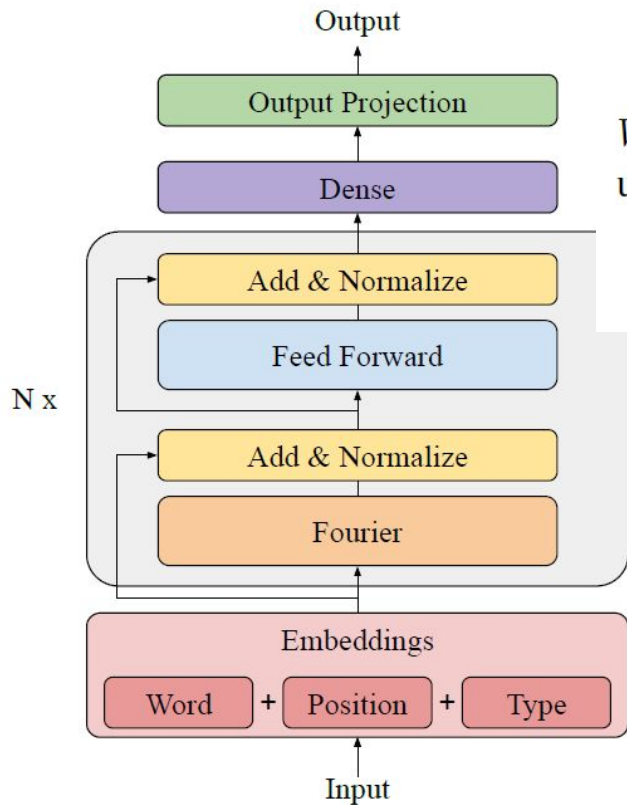 Output
Output Projection
Dense
Add & Normalize
Feed Forward
N x
Add & Normalize
Fourier
Embeddings
Word + Position + Type
Input